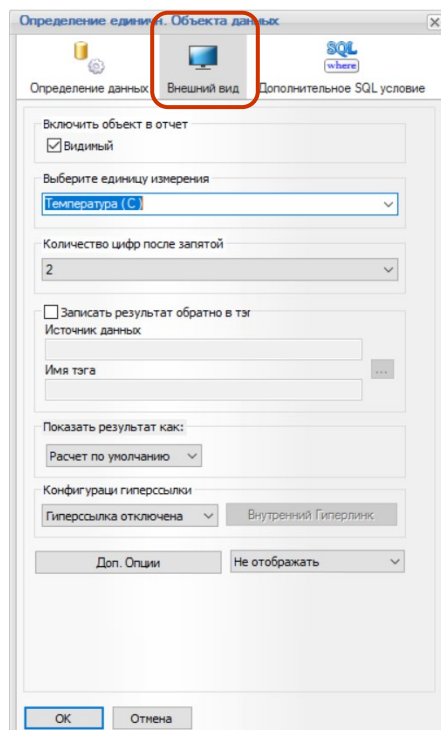 Определение единичн. Объекта данных
SQL
where
Определение данных
Внешний вид
Дополнительное SQL условие
Включить объект в отчет
Видимый
Выберите единицу измерения
Температура ( C )
Количество цифр после запятой
2
Записать результат обратно в тэг
Источник данных
Имя тэга
...
Показать результат как:
Расчет по умолчанию
Конфигураци гиперссылки
Гиперссылка отключена
Внутренний Гиперлинк
Доп. Опции
Не отображать
OK
Отмена